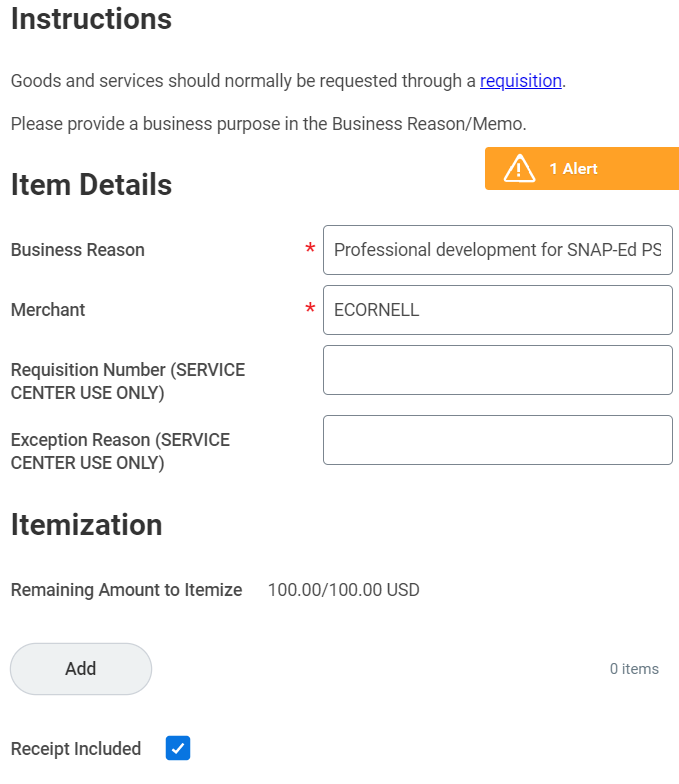 Instructions
Goods and services should normally be requested through a requisition.
Please provide a business purpose in the Business Reason/Memo.
1 Alert
Item Details
Business Reason * Professional development for SNAP-Ed PS
Merchant * ECORNELL
Requisition Number (SERVICE
CENTER USE ONLY)
Exception Reason (SERVICE
CENTER USE ONLY)
Itemization
Remaining Amount to Itemize 100.00/100.00 USD
Add 0 items
Receipt Included